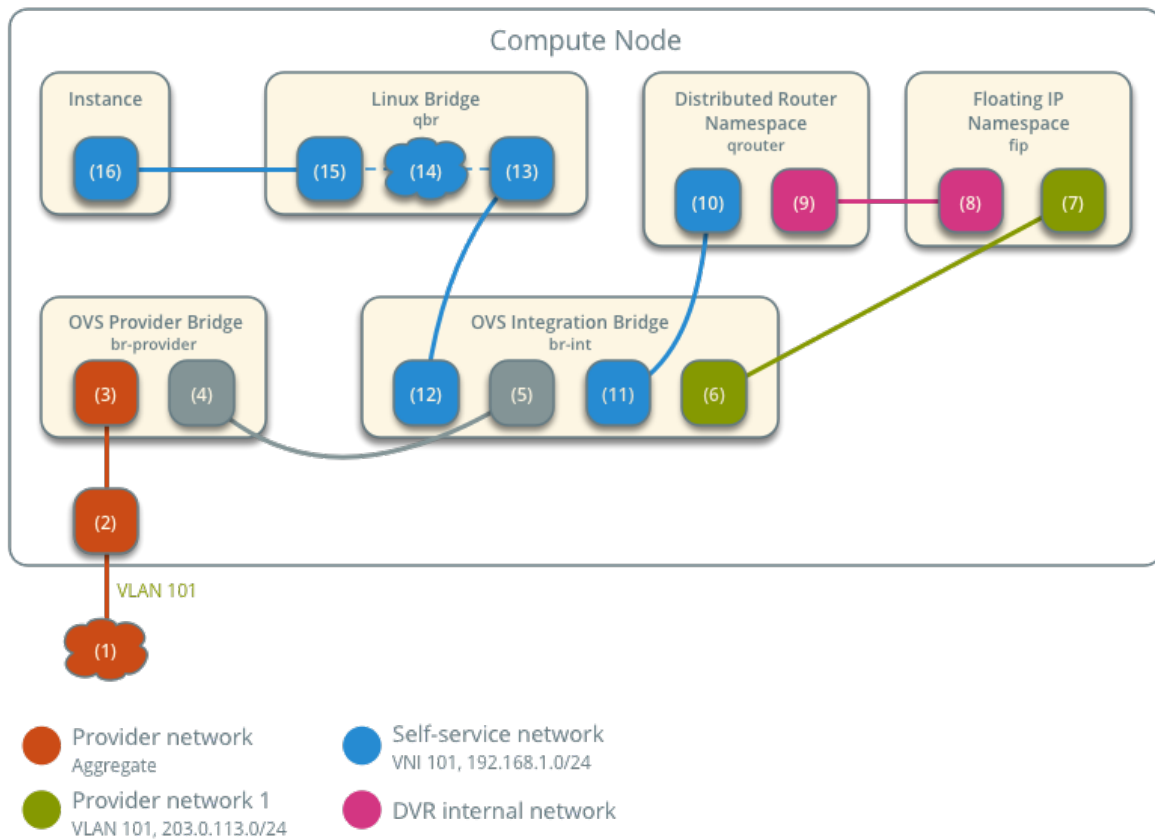 Compute Node
Instance
Linux Bridge
qbr
Distributed Router
Namespace
qrouter
Floating IP
Namespace
fip
(16)
(15)
(14)
(13)
(10)
(9)
(8)
(7)
OVS Provider Bridge
br-provider
OVS Integration Bridge
br-int
(3)
(4)
(12)
(5)
(11)
(6)
(2)
VLAN 101
(1)
Provider network
Aggregate
Self-service network
VNI 101, 192.168.1.0/24
Provider network 1
VLAN 101, 203.0.113.0/24
DVR internal network